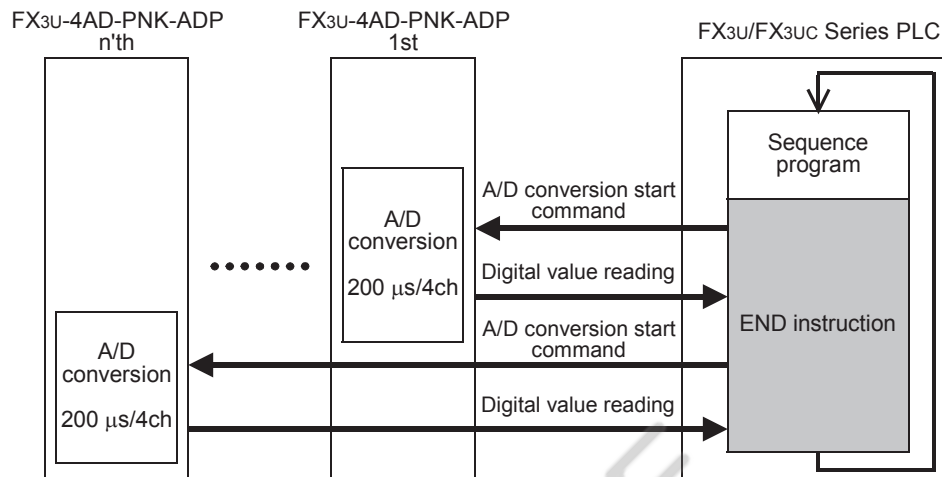 FX3U-4AD-PNK-ADP
n'th
FX3U-4AD-PNK-ADP
1st
FX3U/FX3UC Series PLC
Sequence
program
A/D conversion start
command
A/D
conversion
200 µs/4ch
Digital value reading
END instruction
A/D conversion start
command
A/D
conversion
200 µs/4ch
Digital value reading